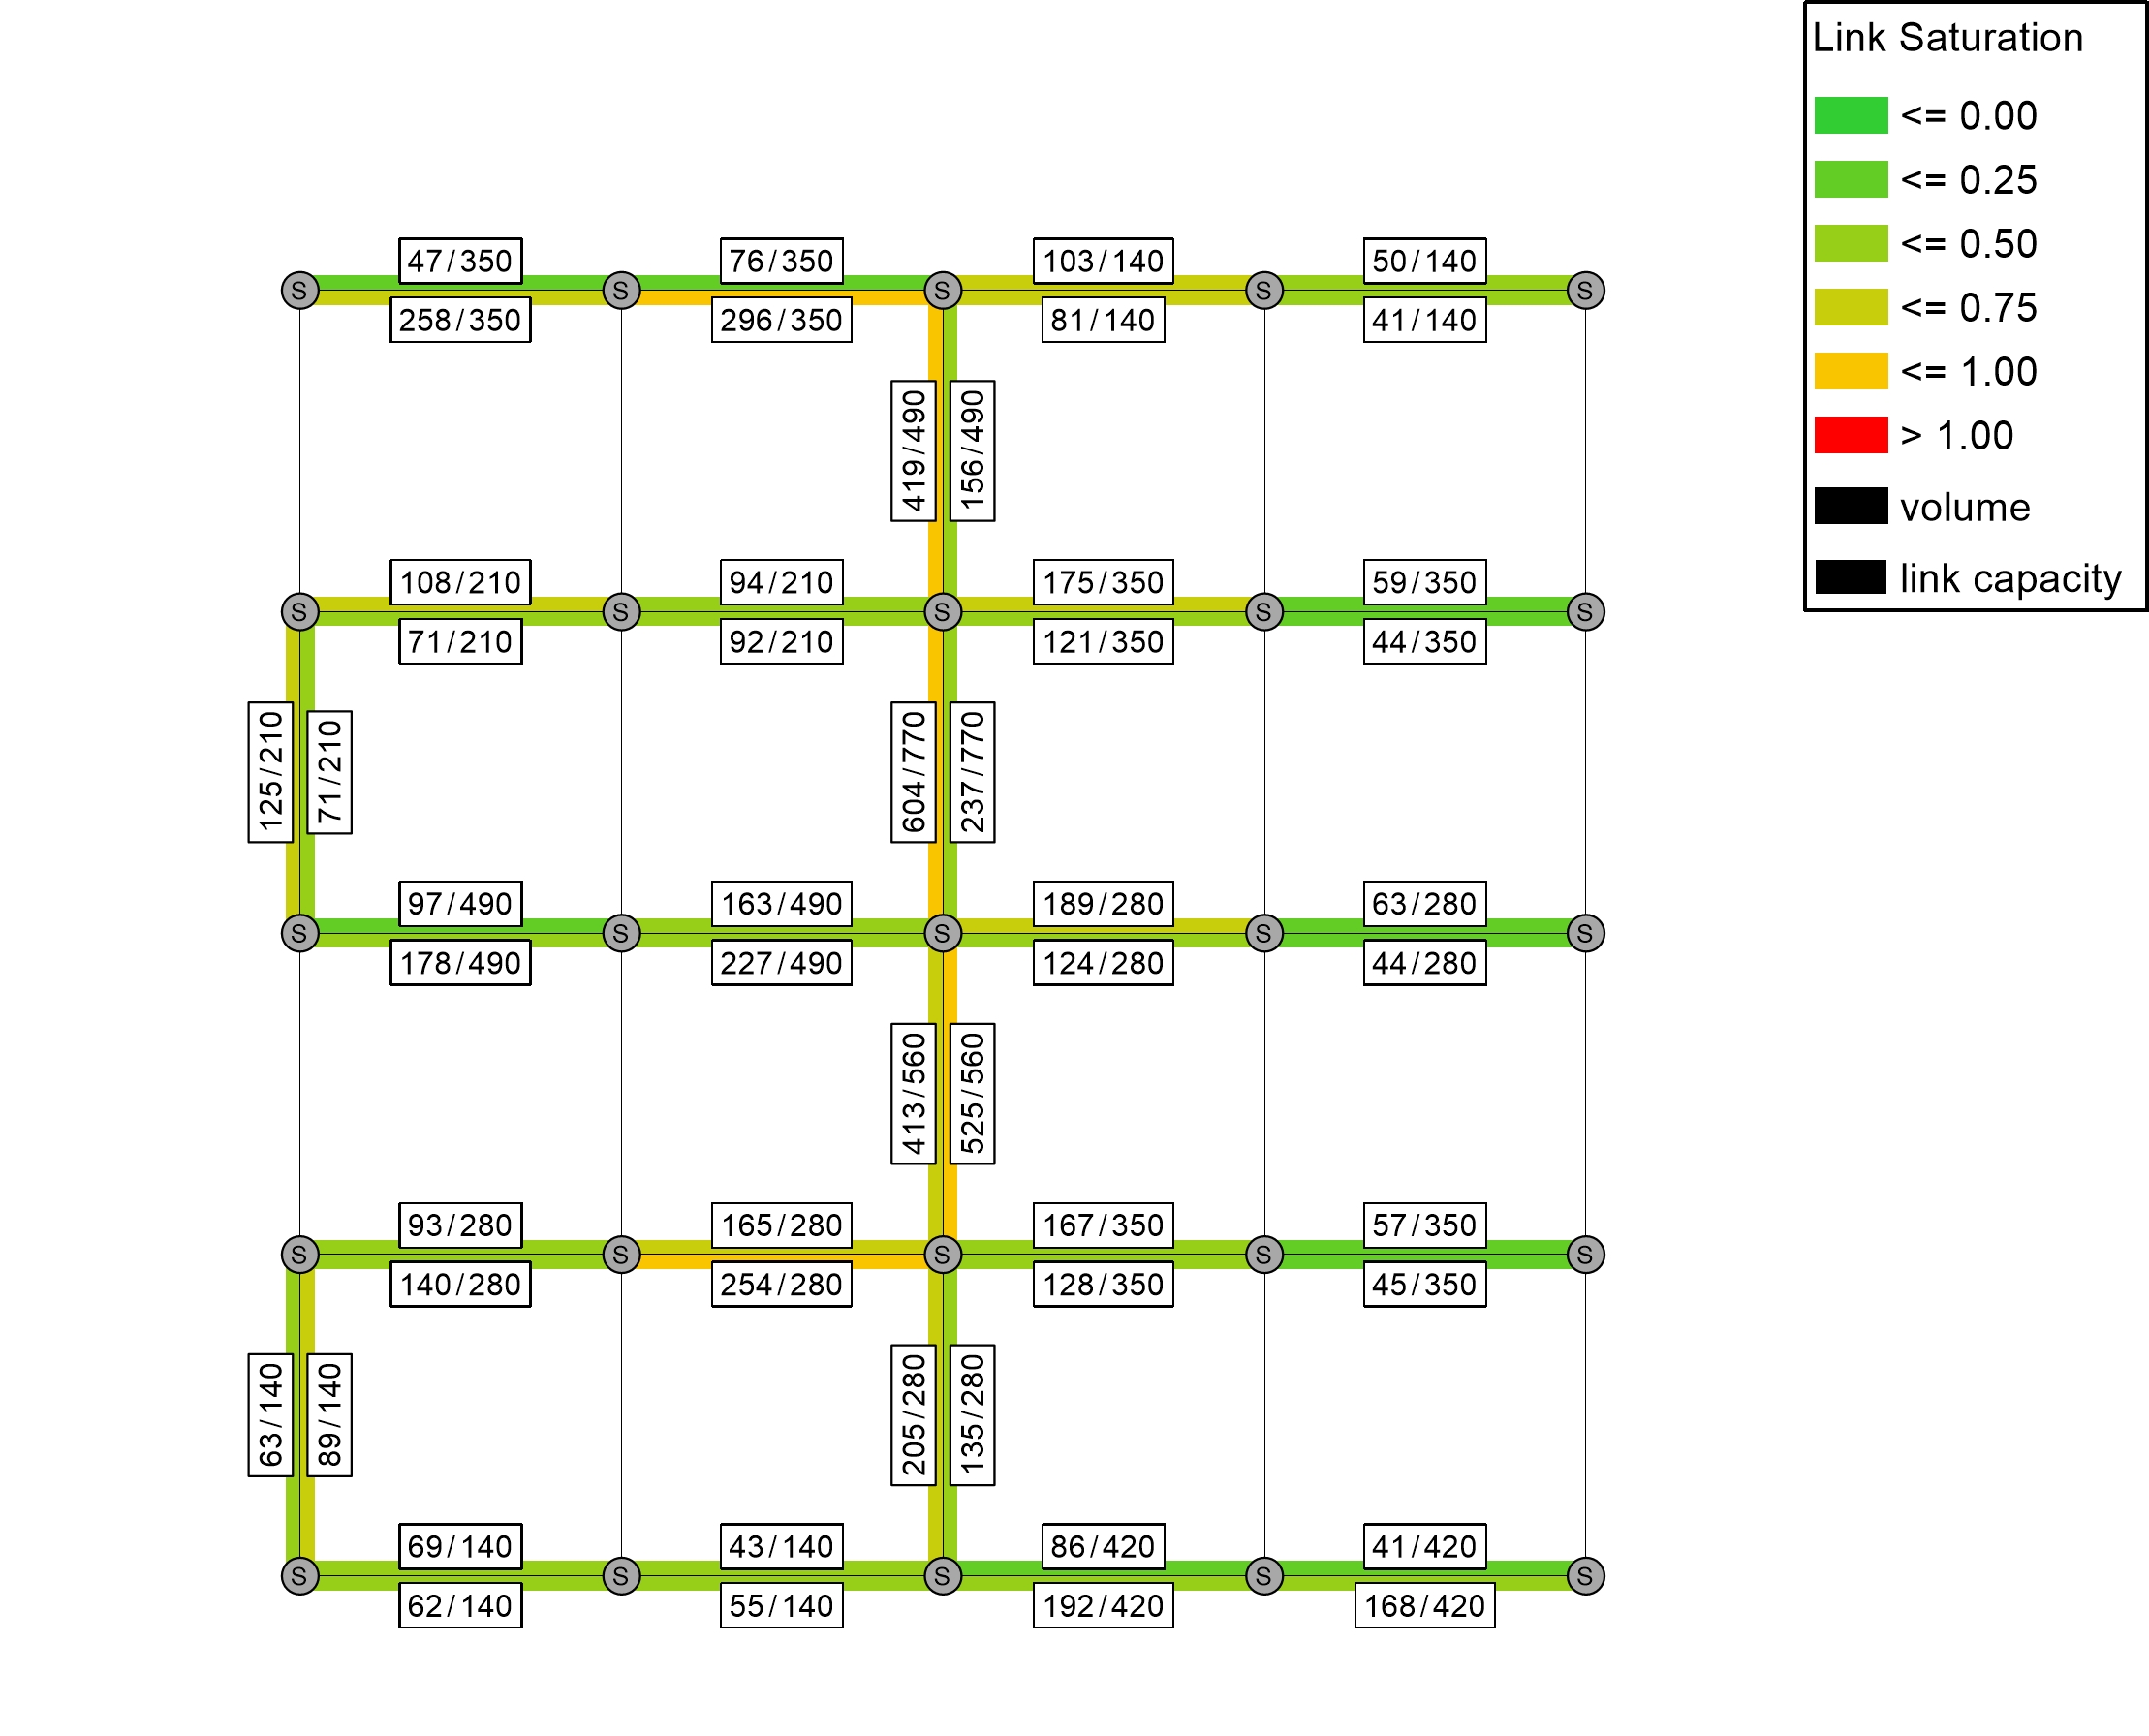 Link Saturation
<= 0.00
<= 0.25
<= 0.50
<= 0.75
<= 1.00
> 1.00
volume
link capacity
47/350
76/350
103/140
50/140
S
S
S
S
S
258/350
296/350
81/140
41/140
419/490
156/490
108/210
94/210
175/350
59/350
S
S
S
S
S
71/210
92/210
121/350
44/350
125/210
71/210
604/770
237/770
97/490
163/490
189/280
63/280
S
S
S
S
S
178/490
227/490
124/280
44/280
413/560
525/560
93/280
165/280
167/350
57/350
S
S
S
S
S
140/280
254/280
128/350
45/350
63/140
89/140
205/280
135/280
69/140
43/140
86/420
41/420
S
S
S
S
S
62/140
55/140
192/420
168/420